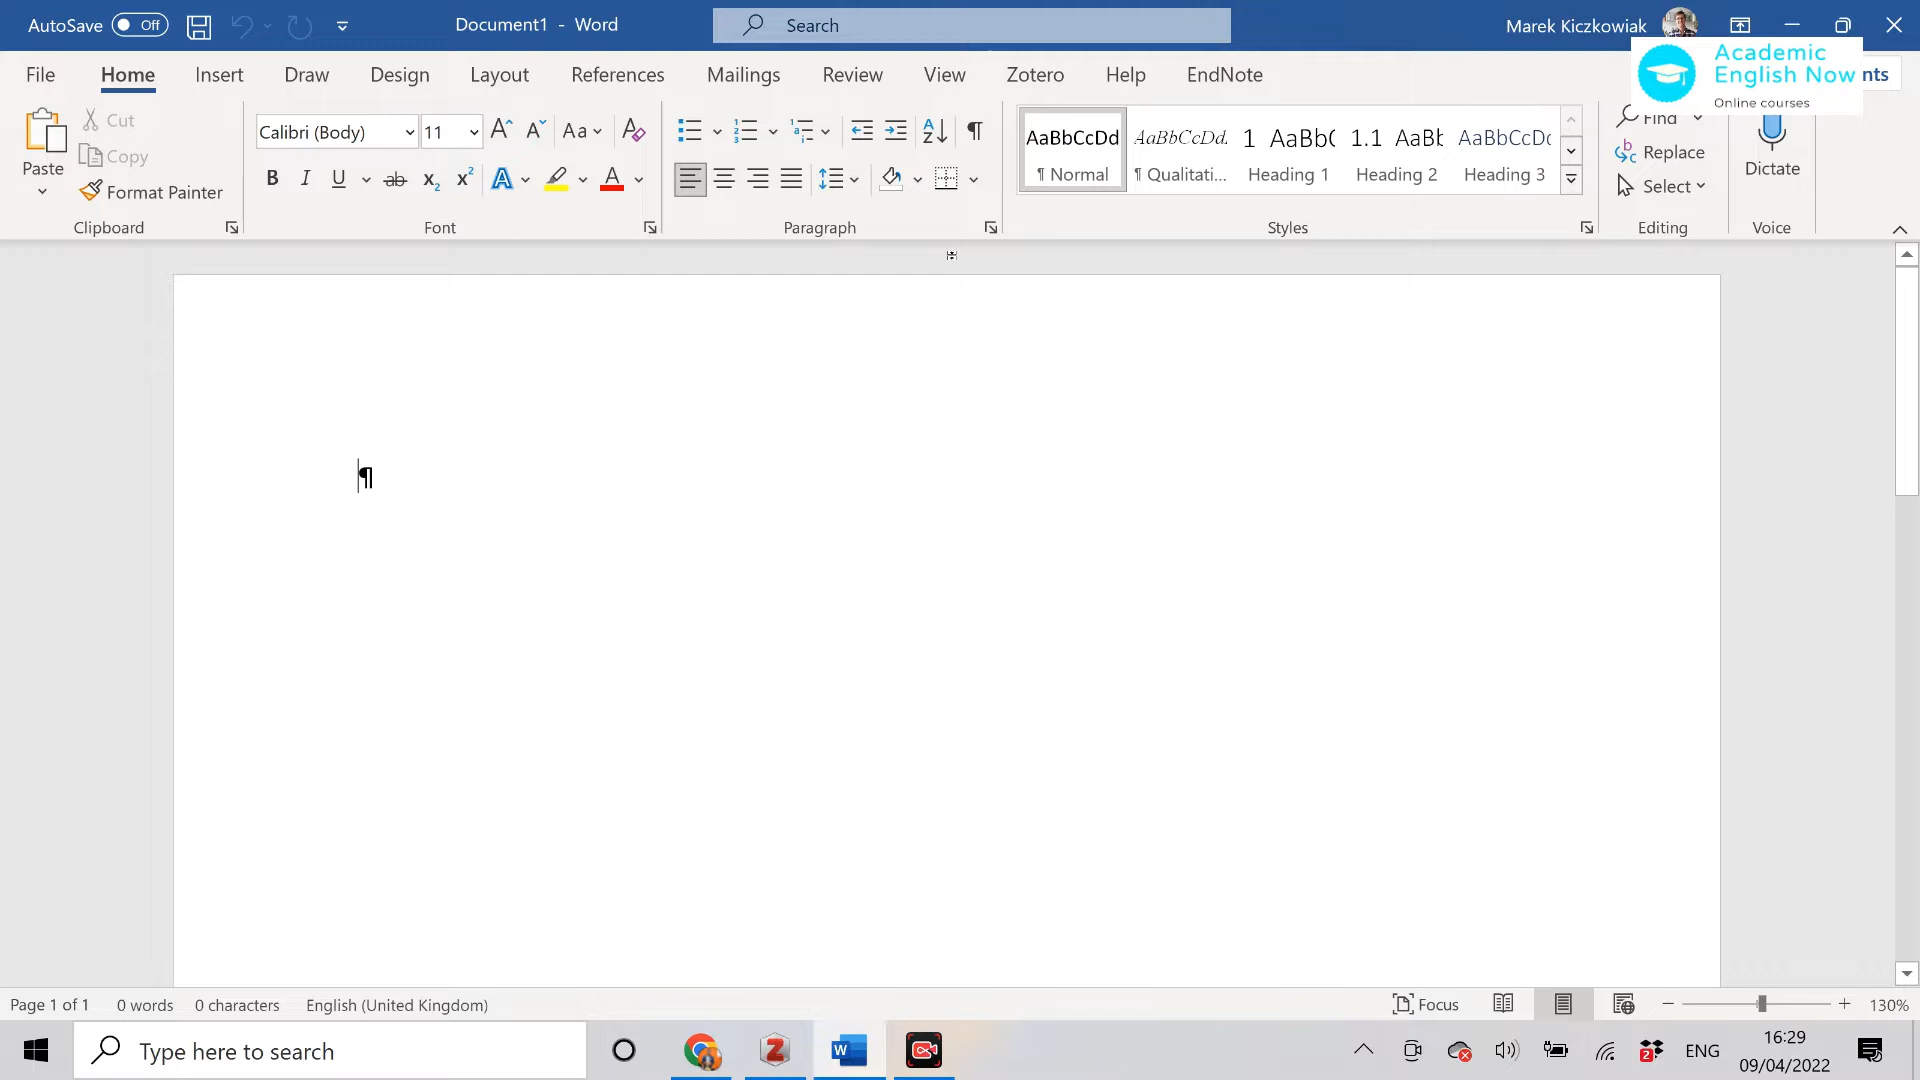 AutoSave Off Document1 - Word Search Marek Kiczkowiak
File Home Insert Draw Design Layout References Mailings Review View Zotero Help EndNote
Academic
English Now
Online courses
nts
Paste
Cut
Copy
Format Painter
Clipboard
Calibri (Body) 11
Font
Paragraph
AaBbCcDd
¶ Normal
AaBbCcDd.
¶ Qualitati...
1 AaBb(
Heading 1
1.1 AaBb
Heading 2
AaBbCcDc
Heading 3
Styles
Find
Replace
Select
Editing
Dictate
Voice
¶
Page 1 of 1 0 words 0 characters English (United Kingdom) Focus 130%
Type here to search ENG 16:29
09/04/2022